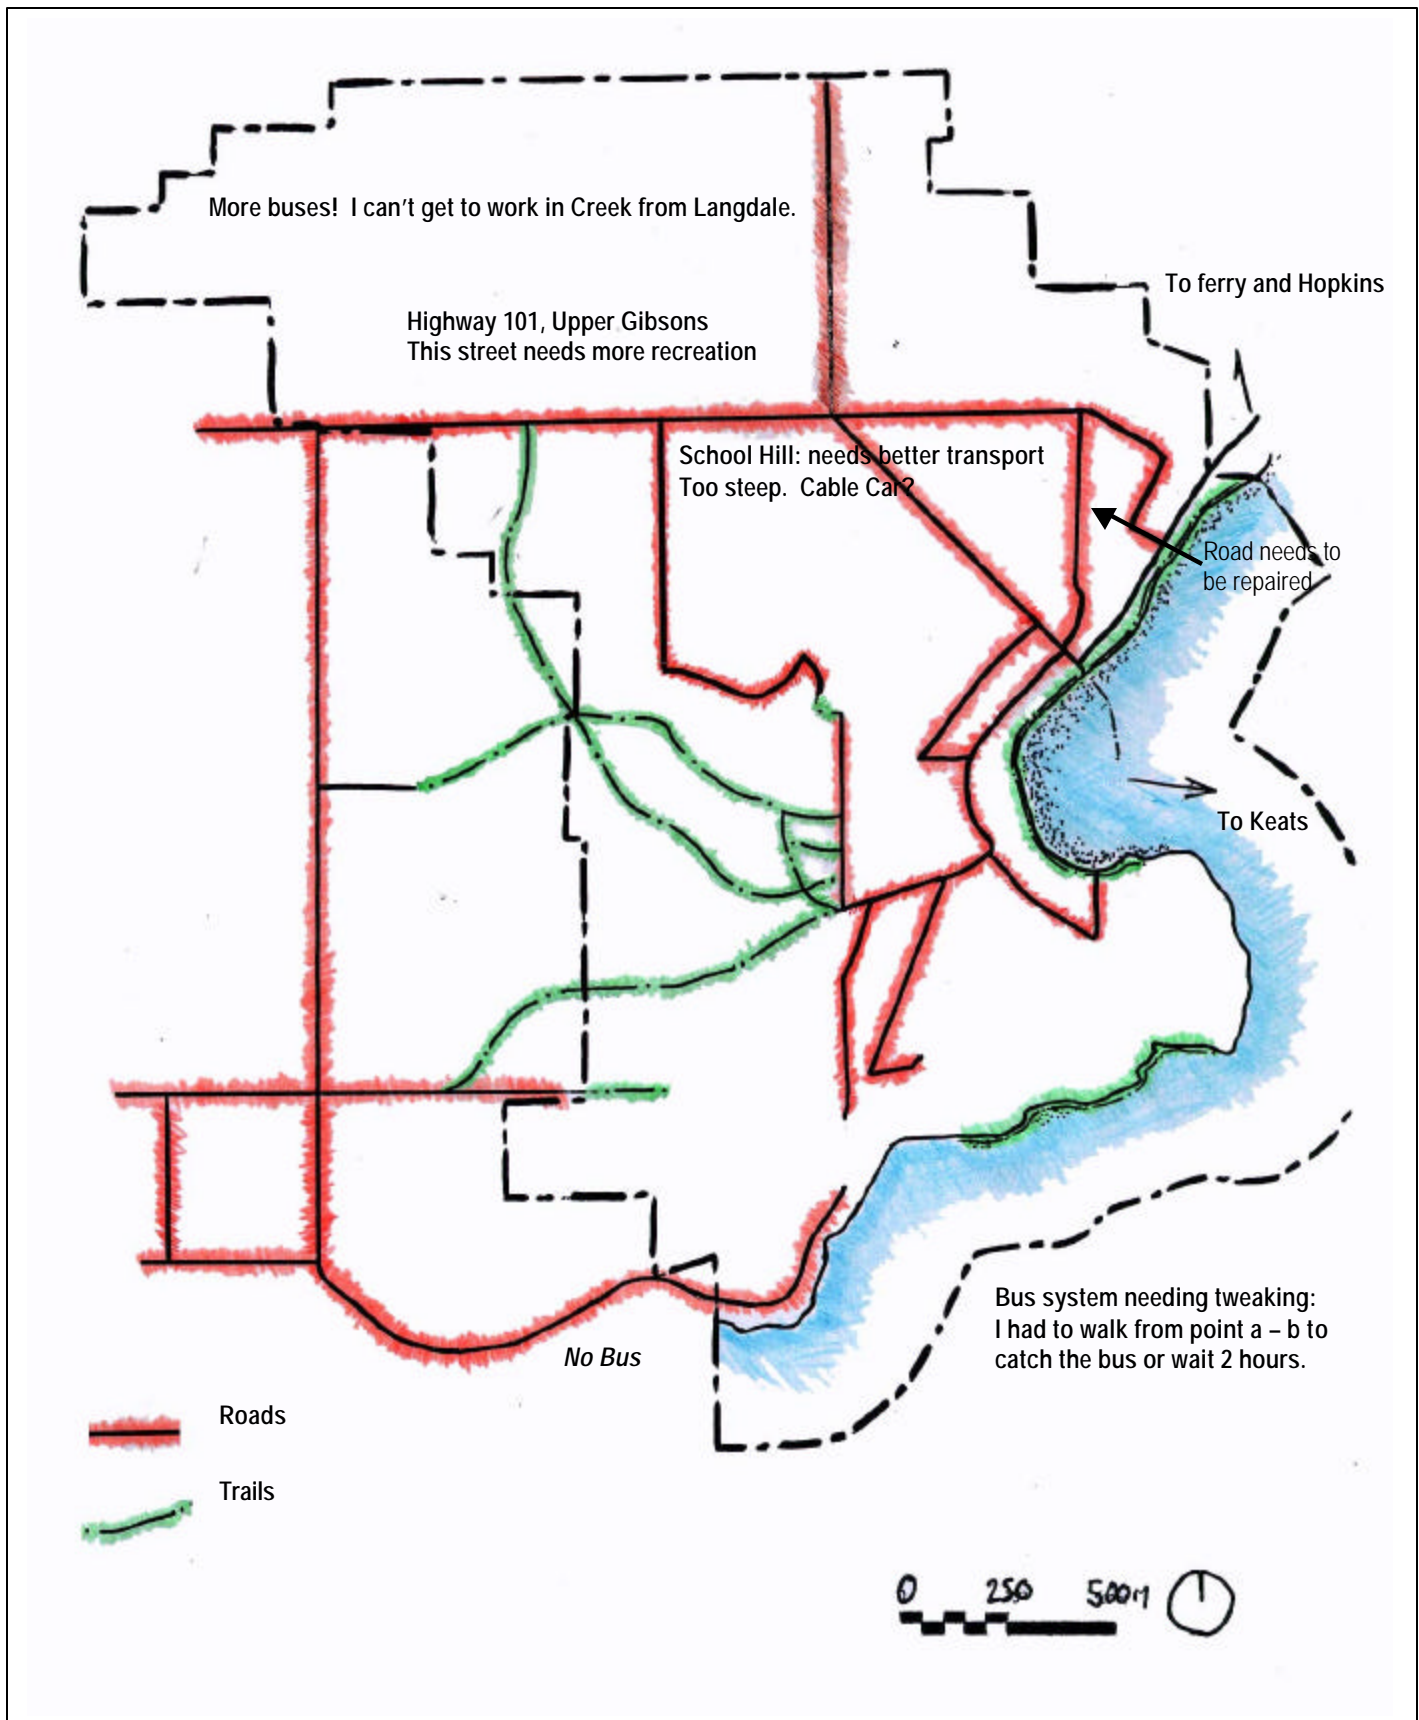 More buses!  I can't get to work in Creek from Langdale.
To ferry and Hopkins
Highway 101, Upper Gibsons
This street needs more recreation
School Hill: needs better transport
Too steep.  Cable Car?
Road needs to
be repaired
To Keats
Bus system needing tweaking:
I had to walk from point a – b to
catch the bus or wait 2 hours.
No Bus
Roads
Trails
0 250 500M